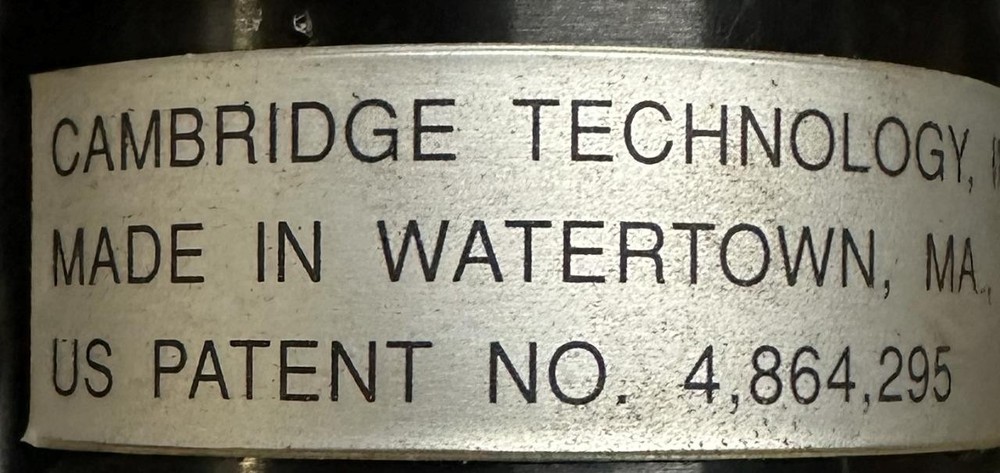 CAMBRIDGE TECHNOLOGY,
MADE IN WATERTOWN, MA.,
US PATENT NO. 4,864,295